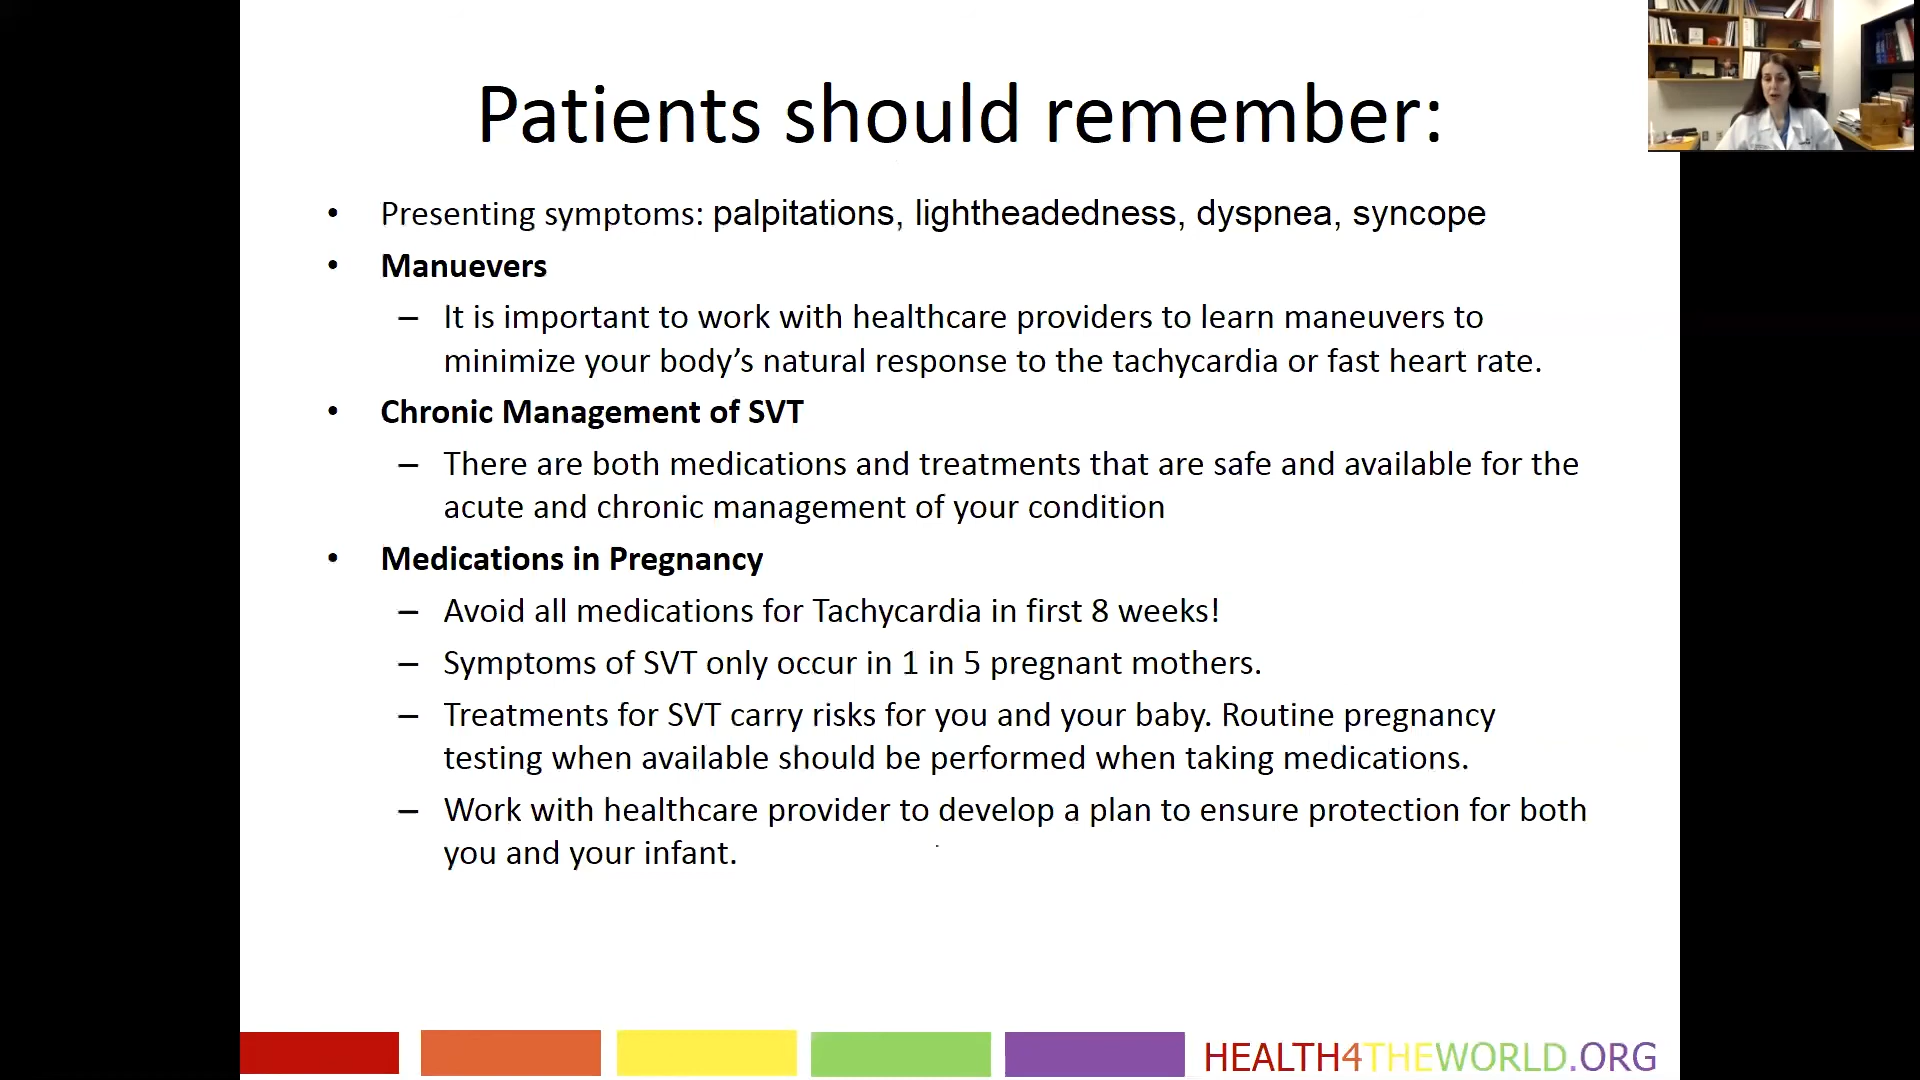 Patients should remember:
• Presenting symptoms: palpitations, lightheadedness, dyspnea, syncope
• Manuevers
– It is important to work with healthcare providers to learn maneuvers to
minimize your body’s natural response to the tachycardia or fast heart rate.
• Chronic Management of SVT
– There are both medications and treatments that are safe and available for the
acute and chronic management of your condition
• Medications in Pregnancy
– Avoid all medications for Tachycardia in first 8 weeks!
– Symptoms of SVT only occur in 1 in 5 pregnant mothers.
– Treatments for SVT carry risks for you and your baby. Routine pregnancy
testing when available should be performed when taking medications.
– Work with healthcare provider to develop a plan to ensure protection for both
you and your infant.
HEALTH4THEWORLD.ORG